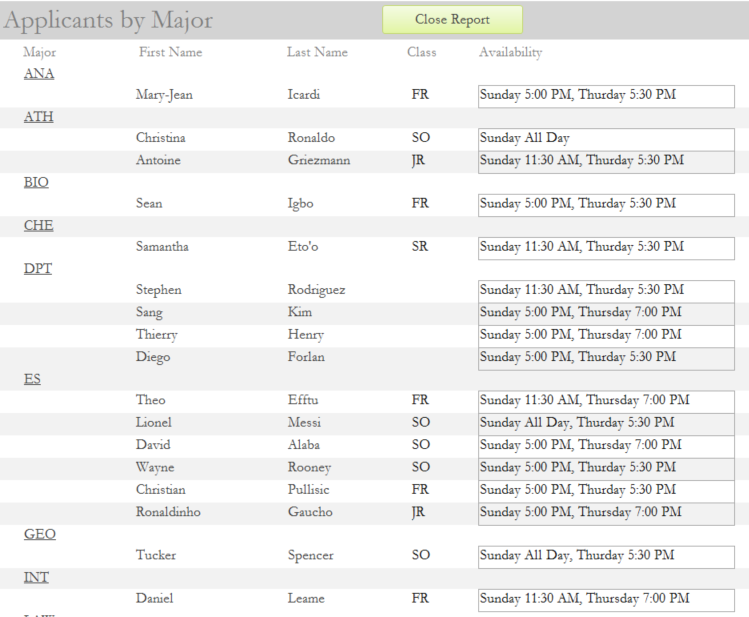 Applicants by Major Close Report
Major First Name Last Name Class Availability
ANA
Mary-Jean Icardi FR Sunday 5:00 PM, Thurday 5:30 PM
ATH
Christina Ronaldo SO Sunday All Day
Antoine Griezmann JR Sunday 11:30 AM, Thurday 5:30 PM
BIO
Sean Igbo FR Sunday 5:00 PM, Thurday 5:30 PM
CHE
Samantha Eto'o SR Sunday 11:30 AM, Thurday 5:30 PM
DPT
Stephen Rodriguez Sunday 11:30 AM, Thurday 5:30 PM
Sang Kim Sunday 5:00 PM, Thursday 7:00 PM
Thierry Henry Sunday 5:00 PM, Thursday 7:00 PM
Diego Forlan Sunday 5:00 PM, Thurday 5:30 PM
ES
Theo Efftu FR Sunday 11:30 AM, Thursday 7:00 PM
Lionel Messi SO Sunday All Day, Thurday 5:30 PM
David Alaba SO Sunday 5:00 PM, Thursday 7:00 PM
Wayne Rooney SO Sunday 5:00 PM, Thurday 5:30 PM
Christian Pullisic FR Sunday 5:00 PM, Thurday 5:30 PM
Ronaldinho Gaucho JR Sunday 5:00 PM, Thursday 7:00 PM
GEO
Tucker Spencer SO Sunday All Day, Thurday 5:30 PM
INT
Daniel Leame FR Sunday 11:30 AM, Thursday 7:00 PM